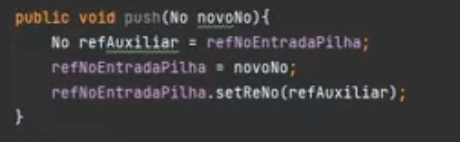 public void push(No novoNo){
No refAuxiliar = refNoEntradaPilha;
refNoEntradaPilha = novoNo;
refNoEntradaPilha.setReNo(refAuxiliar);
}